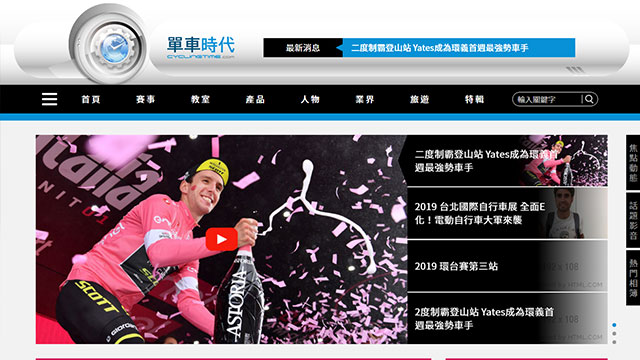 單車時代
CYCLINGTIME.com
最新消息
二度制霸登山站 Yates成為環義首週最強勢車手
首頁
賽事
教室
產品
人物
業界
旅遊
特輯
輸入關鍵字
SCOTT
ASTORIA
二度制霸登山站 Yates成為環義首
週最強勢車手
2019 台北國際自行車展 全面E
化！電動自行車大軍來襲
2019 環台賽第三站
2度制霸登山站 Yates成為環義首
週最強勢車手
焦點動態
話題影音
熱門相簿